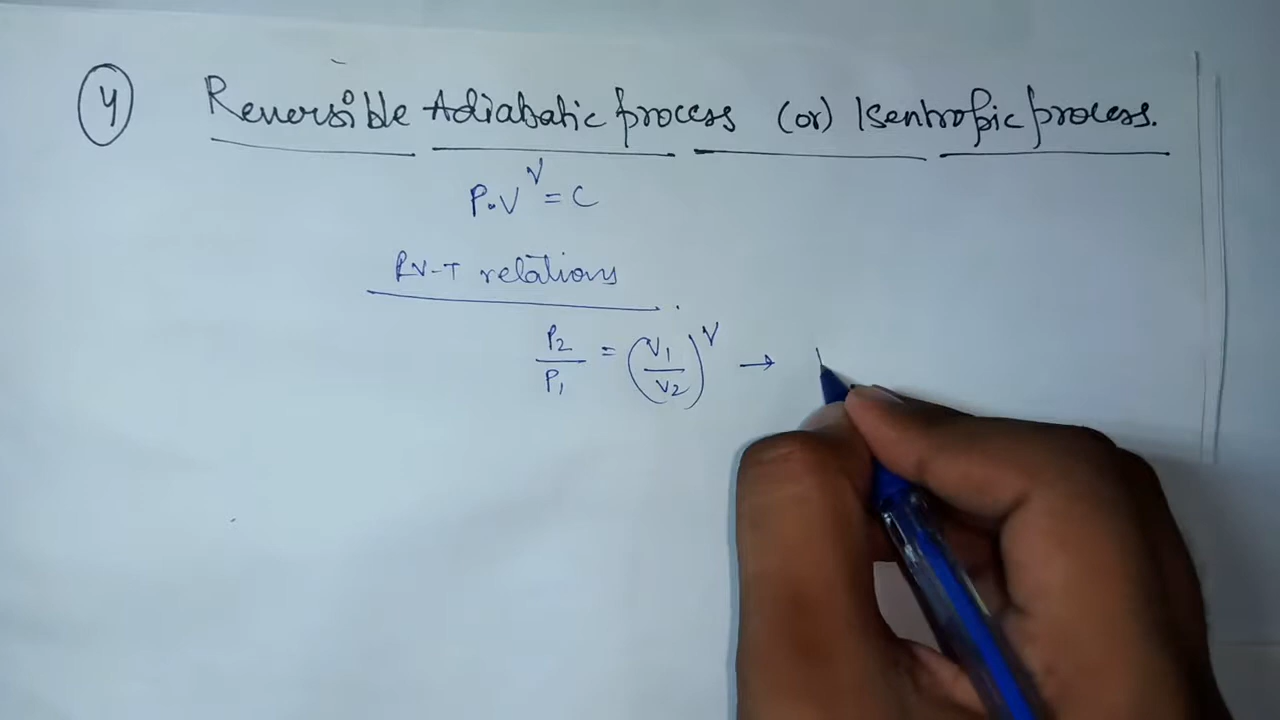 4 Reversible Adiabatic process (or) Isentropic process.
P.V^γ = C
PV-T relations
P2/P1 = (V1/V2)^γ →